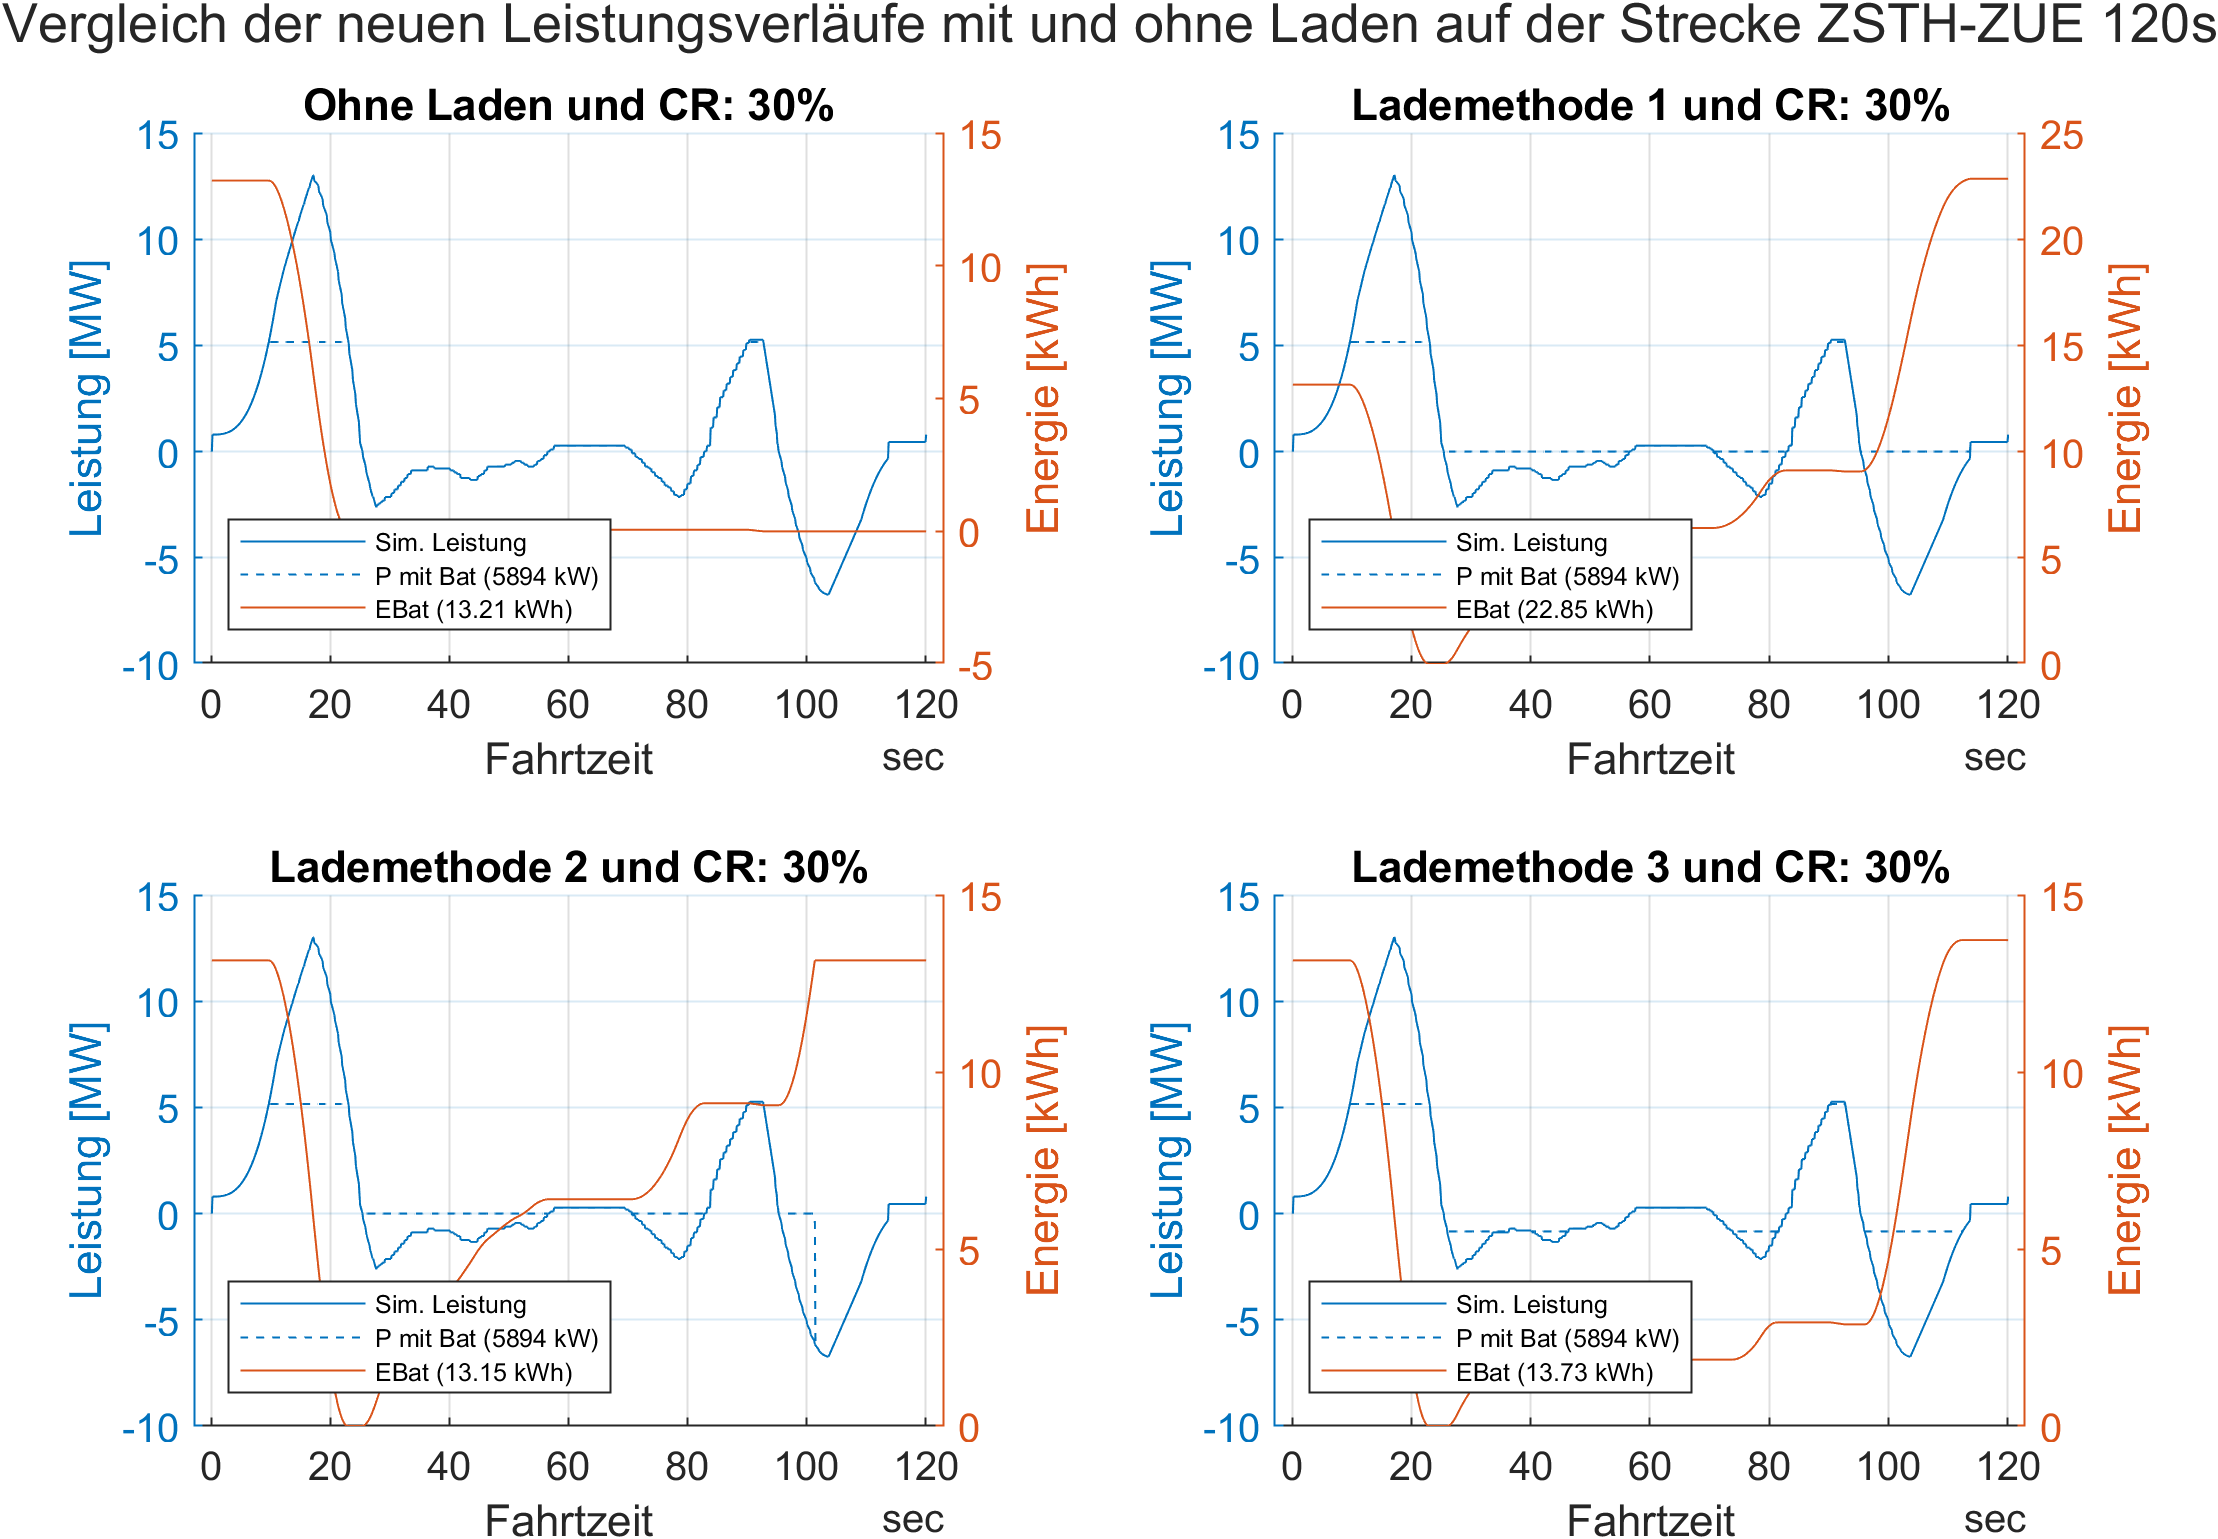 Vergleich der neuen Leistungsverläufe mit und ohne Laden auf der Strecke ZSTH-ZUE 120s
Ohne Laden und CR: 30%
15
10
5
0
-5
-10
Leistung [MW]
15
10
5
0
-5
Energie [kWh]
Sim. Leistung
P mit Bat (5894 kW)
EBat (13.21 kWh)
0 20 40 60 80 100 120
Fahrtzeit sec
Lademethode 1 und CR: 30%
15
10
5
0
-5
-10
Leistung [MW]
25
20
15
10
5
0
Energie [kWh]
Sim. Leistung
P mit Bat (5894 kW)
EBat (22.85 kWh)
0 20 40 60 80 100 120
Fahrtzeit sec
Lademethode 2 und CR: 30%
15
10
5
0
-5
-10
Leistung [MW]
15
10
5
0
Energie [kWh]
Sim. Leistung
P mit Bat (5894 kW)
EBat (13.15 kWh)
0 20 40 60 80 100 120
Fahrtzeit sec
Lademethode 3 und CR: 30%
15
10
5
0
-5
-10
Leistung [MW]
15
10
5
0
Energie [kWh]
Sim. Leistung
P mit Bat (5894 kW)
EBat (13.73 kWh)
0 20 40 60 80 100 120
Fahrtzeit sec